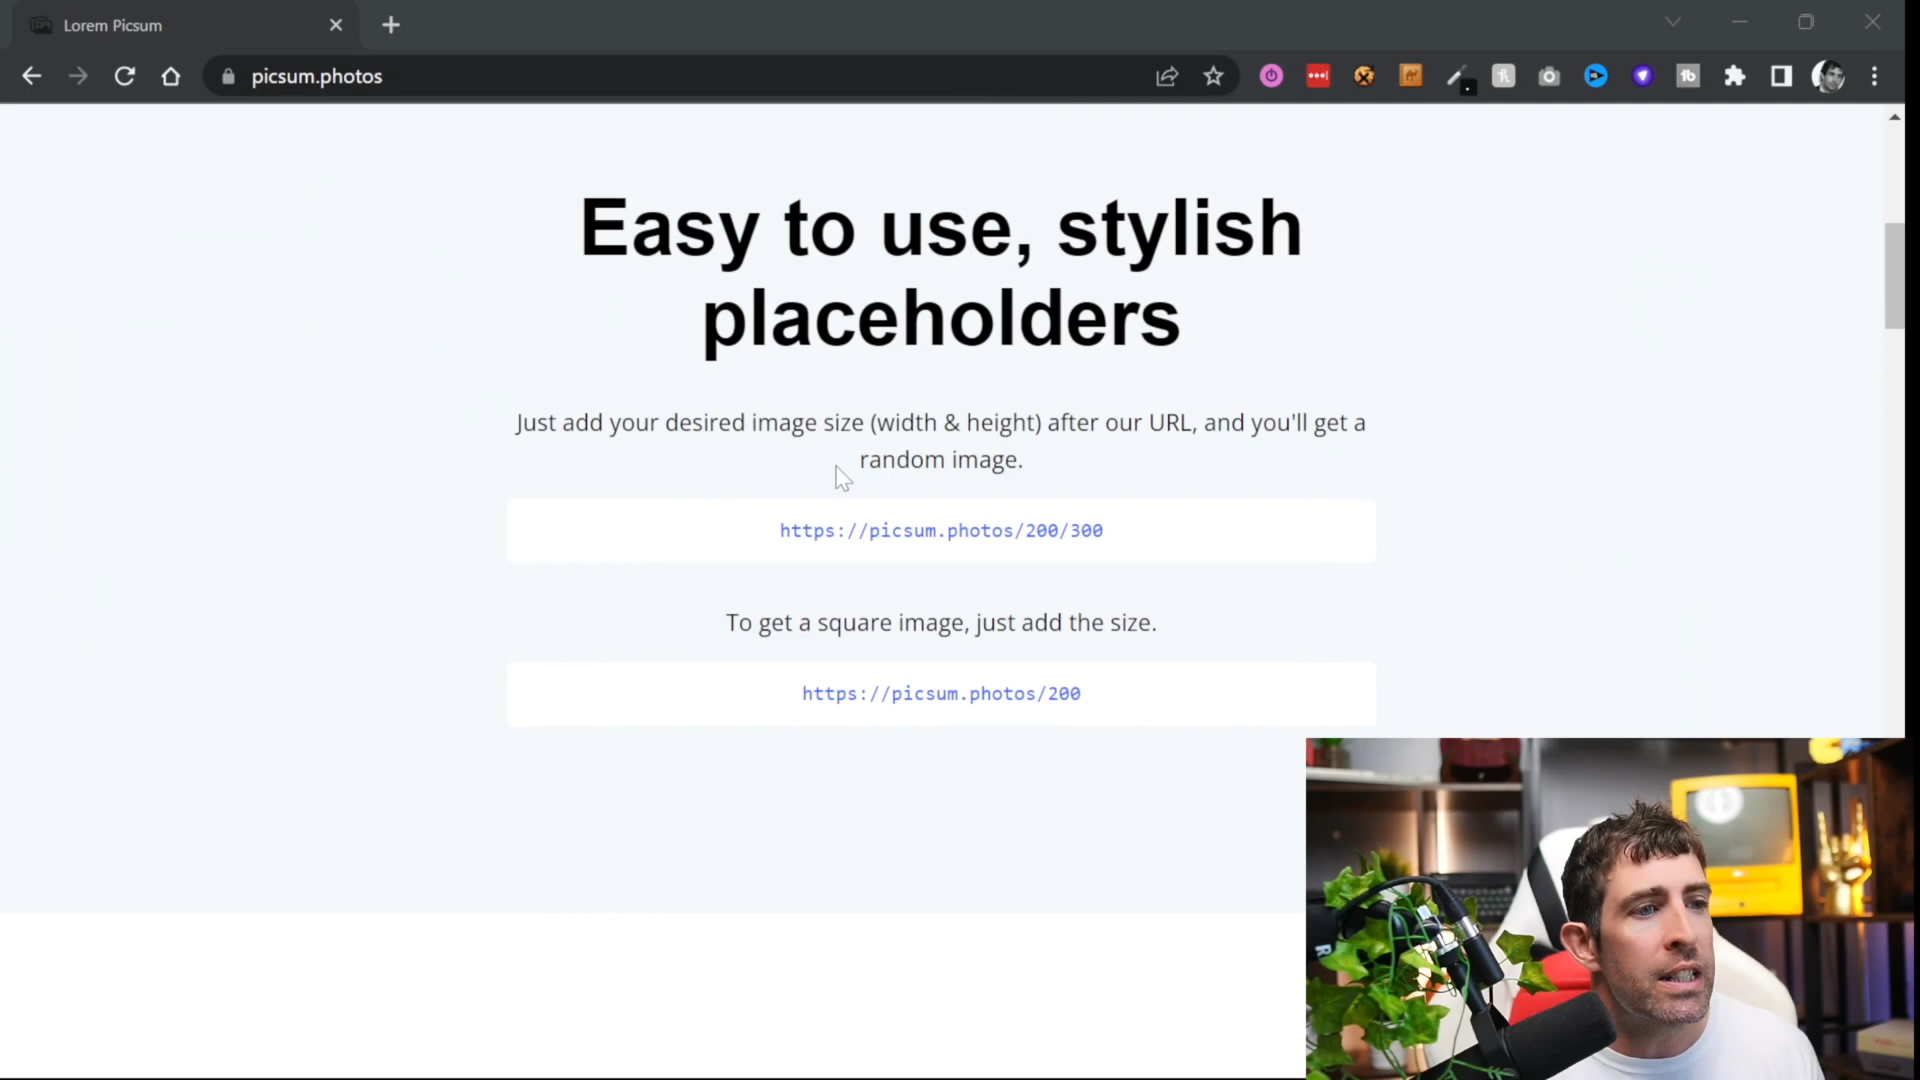 Lorem Picsum
picsum.photos
Easy to use, stylish
placeholders
Just add your desired image size (width & height) after our URL, and you'll get a
random image.
https://picsum.photos/200/300
To get a square image, just add the size.
https://picsum.photos/200